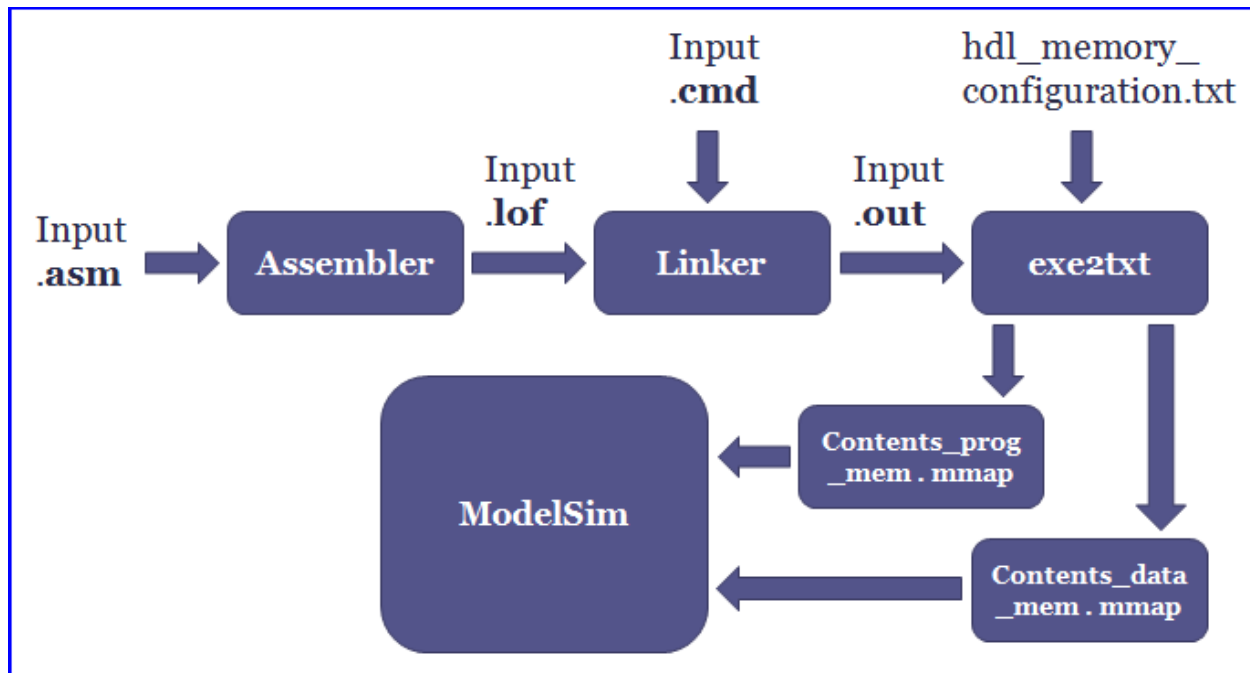 Input
.cmd
hdl_memory_
configuration.txt
Input
.lof
Input
.out
Input
.asm
Assembler
Linker
exe2txt
Contents_prog
_mem . mmap
ModelSim
Contents_data
_mem . mmap